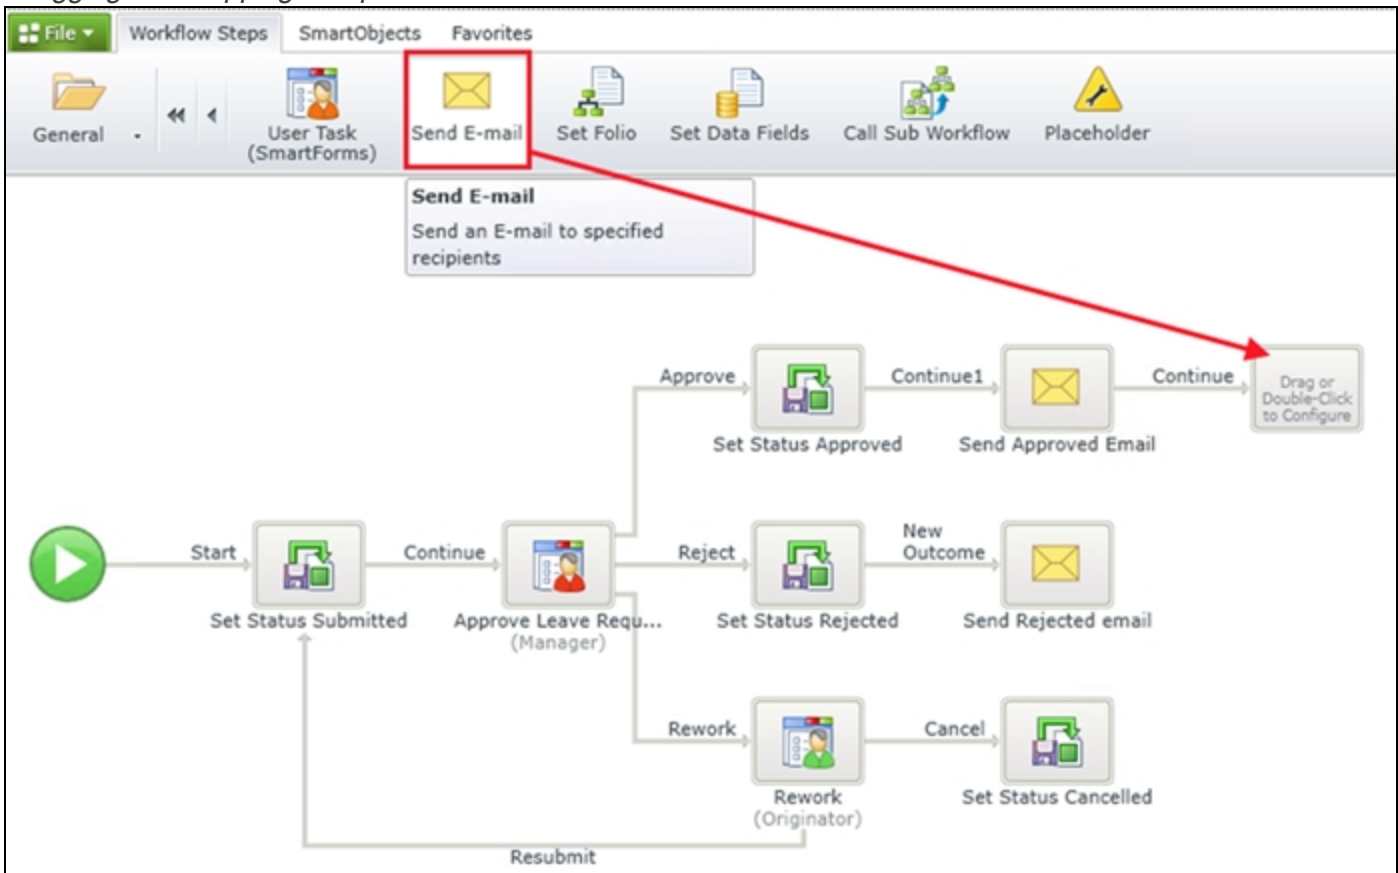 File
Workflow Steps
SmartObjects
Favorites
General
User Task
(SmartForms)
Send E-mail
Set Folio
Set Data Fields
Call Sub Workflow
Placeholder
Send E-mail
Send an E-mail to specified
recipients
Approve
Continue1
Continue
Drag or
Double-Click
to Configure
Set Status Approved
Send Approved Email
Start
Continue
Reject
New
Outcome
Set Status Submitted
Approve Leave Requ...
(Manager)
Set Status Rejected
Send Rejected email
Rework
Cancel
Rework
(Originator)
Set Status Cancelled
Resubmit